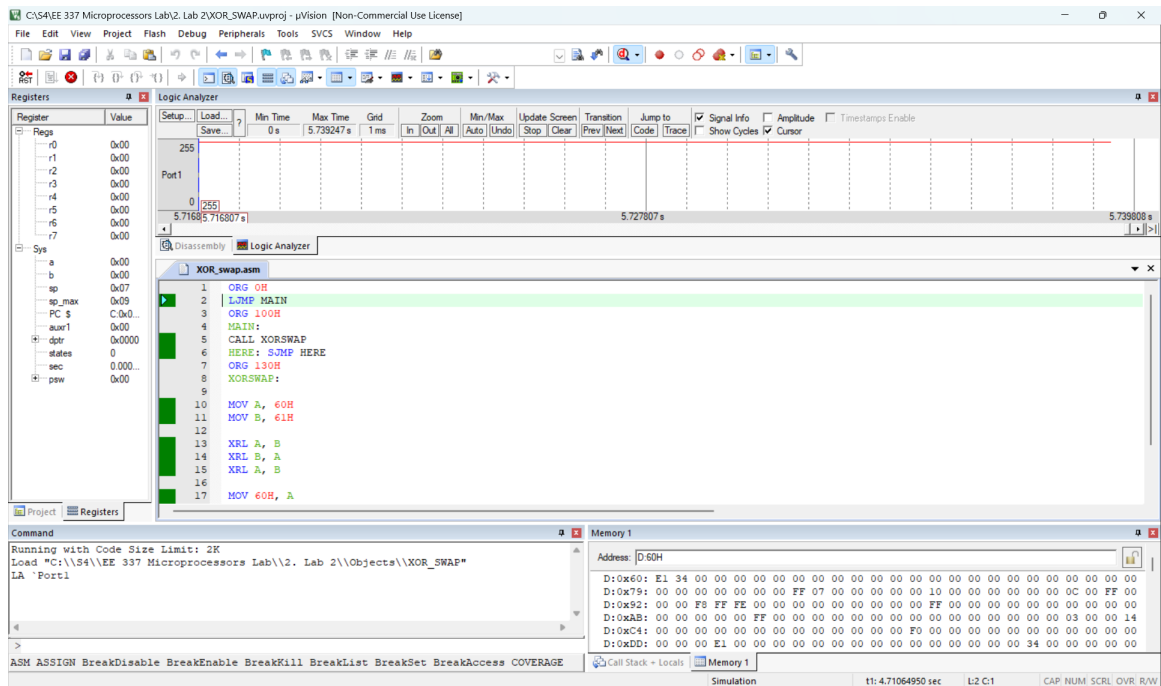 C:\S4\EE 337 Microprocessors Lab\2. Lab 2\XOR_SWAP.uvproj - µVision [Non-Commercial Use License]
File Edit View Project Flash Debug Peripherals Tools SVCS Window Help
Registers
Register Value
Regs
r0 0x00
r1 0x00
r2 0x00
r3 0x00
r4 0x00
r5 0x00
r6 0x00
r7 0x00
Sys
a 0x00
b 0x00
sp 0x07
sp_max 0x09
PC $ C:0x0...
auxr1 0x00
dptr 0x0000
states 0
sec 0.000...
psw 0x00
Project Registers
Logic Analyzer
Setup... Load... ? Min Time Max Time Grid Zoom Min/Max Update Screen Transition Jump to Signal Info Amplitude Timestamps Enable
Save... 0 s 5.739247 s 1 ms In Out All Auto Undo Stop Clear Prev Next Code Trace Show Cycles Cursor
255
Port1
0 255
5.7168 5.716807 s 5.727807 s 5.739808 s
Disassembly Logic Analyzer
XOR_swap.asm
1 ORG 0H
2 LJMP MAIN
3 ORG 100H
4 MAIN:
5 CALL XORSWAP
6 HERE: SJMP HERE
7 ORG 130H
8 XORSWAP:
9
10 MOV A, 60H
11 MOV B, 61H
12
13 XRL A, B
14 XRL B, A
15 XRL A, B
16
17 MOV 60H, A
Command
Running with Code Size Limit: 2K
Load "C:\\S4\\EE 337 Microprocessors Lab\\2. Lab 2\\Objects\\XOR_SWAP"
LA `Port1
>
ASM ASSIGN BreakDisable BreakEnable BreakKill BreakList BreakSet BreakAccess COVERAGE
Memory 1
Address: D:60H
D:0x60: E1 34 00 00 00 00 00 00 00 00 00 00 00 00 00 00 00 00 00 00 00 00 00 00 00
D:0x79: 00 00 00 00 00 00 00 FF 07 00 00 00 00 00 10 00 00 00 00 00 00 00 0C 00 FF 00
D:0x92: 00 00 F8 FF FE 00 00 00 00 00 00 00 00 00 FF 00 00 00 00 00 00 00 00 00 00
D:0xAB: 00 00 00 00 00 FF 00 00 00 00 00 00 00 00 00 00 00 00 00 00 00 03 00 00 14
D:0xC4: 00 00 00 00 00 00 00 00 00 00 00 00 00 F0 00 00 00 00 00 00 00 00 00 00 00
D:0xDD: 00 00 00 E1 00 00 00 00 00 00 00 00 00 00 00 00 00 00 00 34 00 00 00 00 00
Call Stack + Locals Memory 1
Simulation t1: 4.71064950 sec L:2 C:1 CAP NUM SCRL OVR R/W